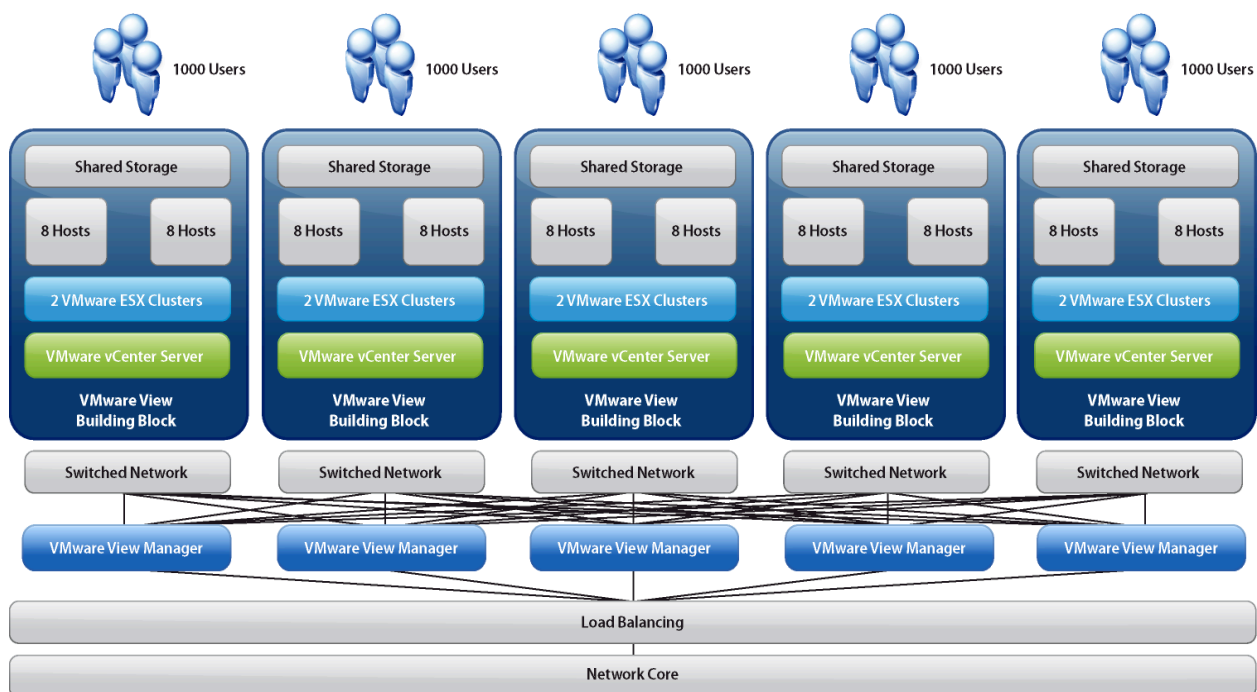 1000 Users
1000 Users
1000 Users
1000 Users
1000 Users
Shared Storage
Shared Storage
Shared Storage
Shared Storage
Shared Storage
8 Hosts
8 Hosts
8 Hosts
8 Hosts
8 Hosts
8 Hosts
8 Hosts
8 Hosts
8 Hosts
8 Hosts
2 VMware ESX Clusters
2 VMware ESX Clusters
2 VMware ESX Clusters
2 VMware ESX Clusters
2 VMware ESX Clusters
VMware vCenter Server
VMware vCenter Server
VMware vCenter Server
VMware vCenter Server
VMware vCenter Server
VMware View
Building Block
VMware View
Building Block
VMware View
Building Block
VMware View
Building Block
VMware View
Building Block
Switched Network
Switched Network
Switched Network
Switched Network
Switched Network
VMware View Manager
VMware View Manager
VMware View Manager
VMware View Manager
VMware View Manager
Load Balancing
Network Core